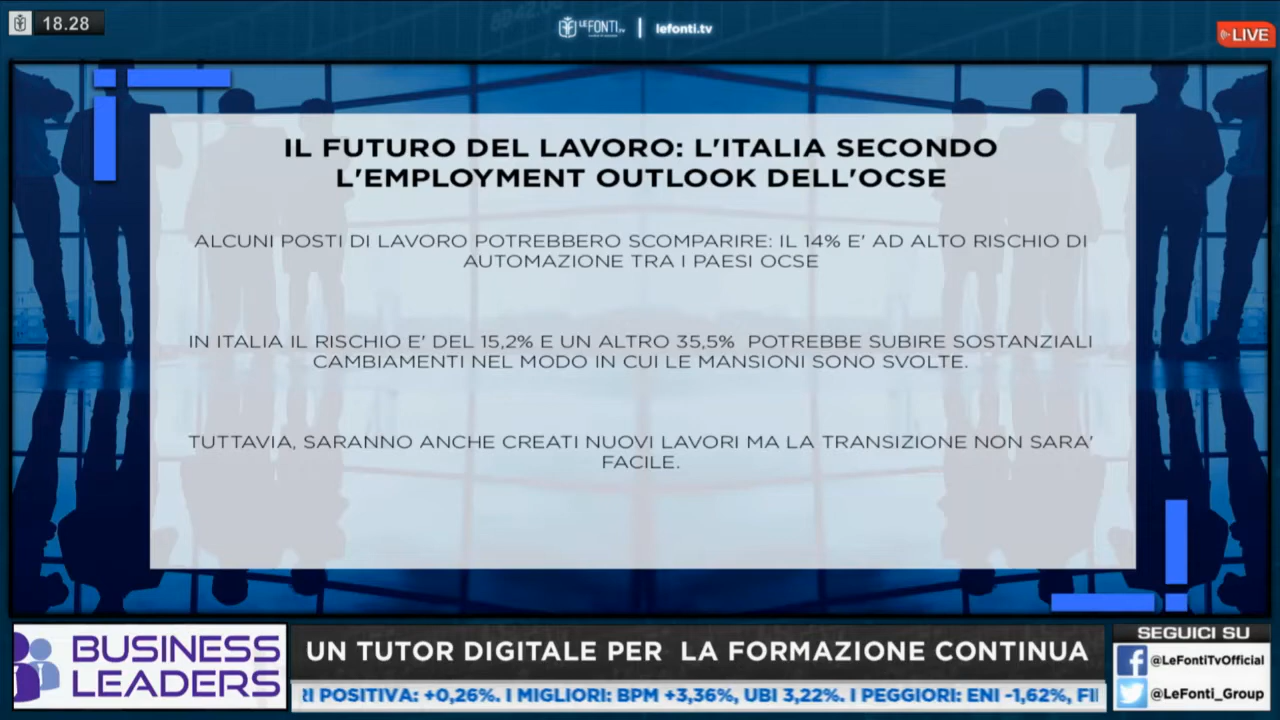 18.28
LE FONTI TV
lefonti.tv
LIVE
IL FUTURO DEL LAVORO: L'ITALIA SECONDO
L'EMPLOYMENT OUTLOOK DELL'OCSE
ALCUNI POSTI DI LAVORO POTREBBERO SCOMPARIRE: IL 14% E' AD ALTO RISCHIO DI
AUTOMAZIONE TRA I PAESI OCSE
IN ITALIA IL RISCHIO E' DEL 15,2% E UN ALTRO 35,5% POTREBBE SUBIRE SOSTANZIALI
CAMBIAMENTI NEL MODO IN CUI LE MANSIONI SONO SVOLTE.
TUTTAVIA, SARANNO ANCHE CREATI NUOVI LAVORI MA LA TRANSIZIONE NON SARA'
FACILE.
BUSINESS
LEADERS
UN TUTOR DIGITALE PER LA FORMAZIONE CONTINUA
POSITIVA: +0,26%. I MIGLIORI: BPM +3,36%, UBI 3,22%. I PEGGIORI: ENI -1,62%,
SEGUICI SU
@LeFontiTvOfficial
@LeFonti_Group